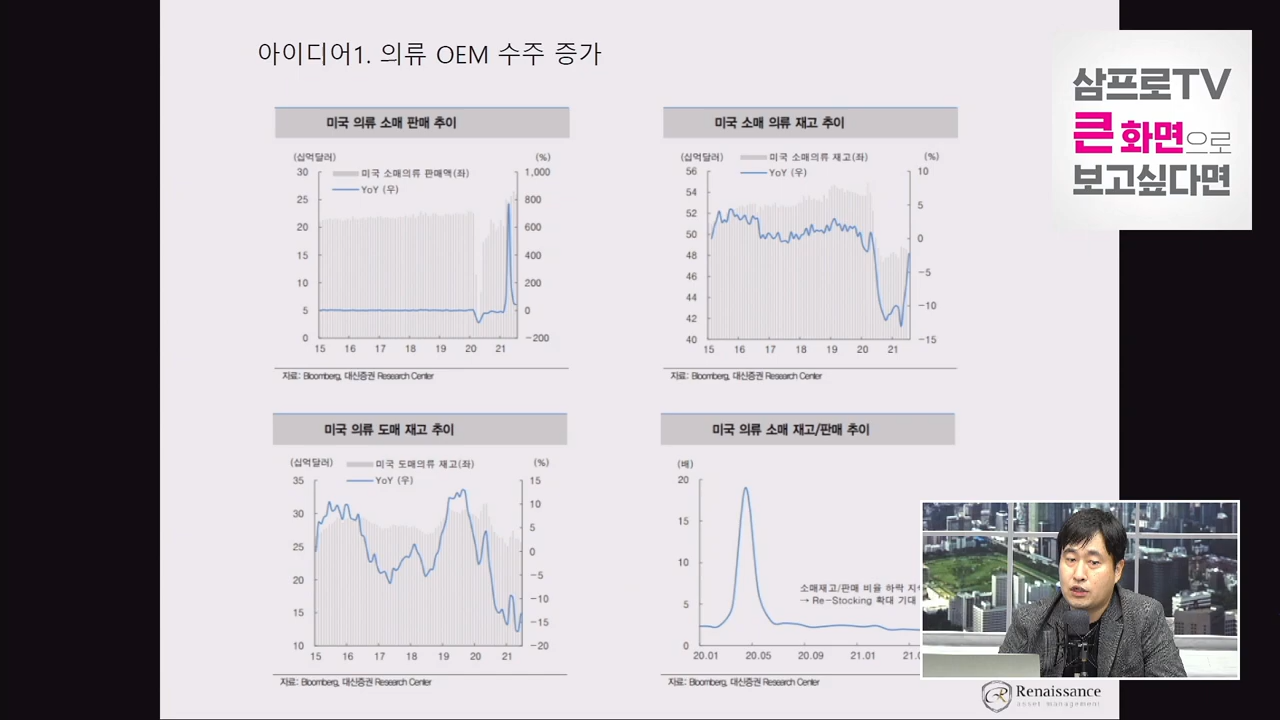 아이디어1. 의류 OEM 수주 증가
삼프로TV
큰 화면으로
보고싶다면
미국 의류 소매 판매 추이
(십억달러)
(%)
미국 소매의류 판매액(좌)
YoY (우)
30
25
20
15
10
5
0
1,000
800
600
400
200
0
-200
15 16 17 18 19 20 21
자료: Bloomberg, 대신증권 Research Center
미국 소매 의류 재고 추이
(십억달러)
(%)
미국 소매의류 재고(좌)
YoY (우)
56
54
52
50
48
46
44
42
40
10
5
0
-5
-10
-15
15 16 17 18 19 20 21
자료: Bloomberg, 대신증권 Research Center
미국 의류 도매 재고 추이
(십억달러)
(%)
미국 도매의류 재고(좌)
YoY (우)
35
30
25
20
15
10
15
10
5
0
-5
-10
-15
-20
15 16 17 18 19 20 21
자료: Bloomberg, 대신증권 Research Center
미국 의류 소매 재고/판매 추이
(배)
20
15
10
5
0
소매재고/판매 비율 하락
→ Re-Stocking 확대 기대
20.01 20.05 20.09 21.01
자료: Bloomberg, 대신증권 Research Center
Renaissance
asset management